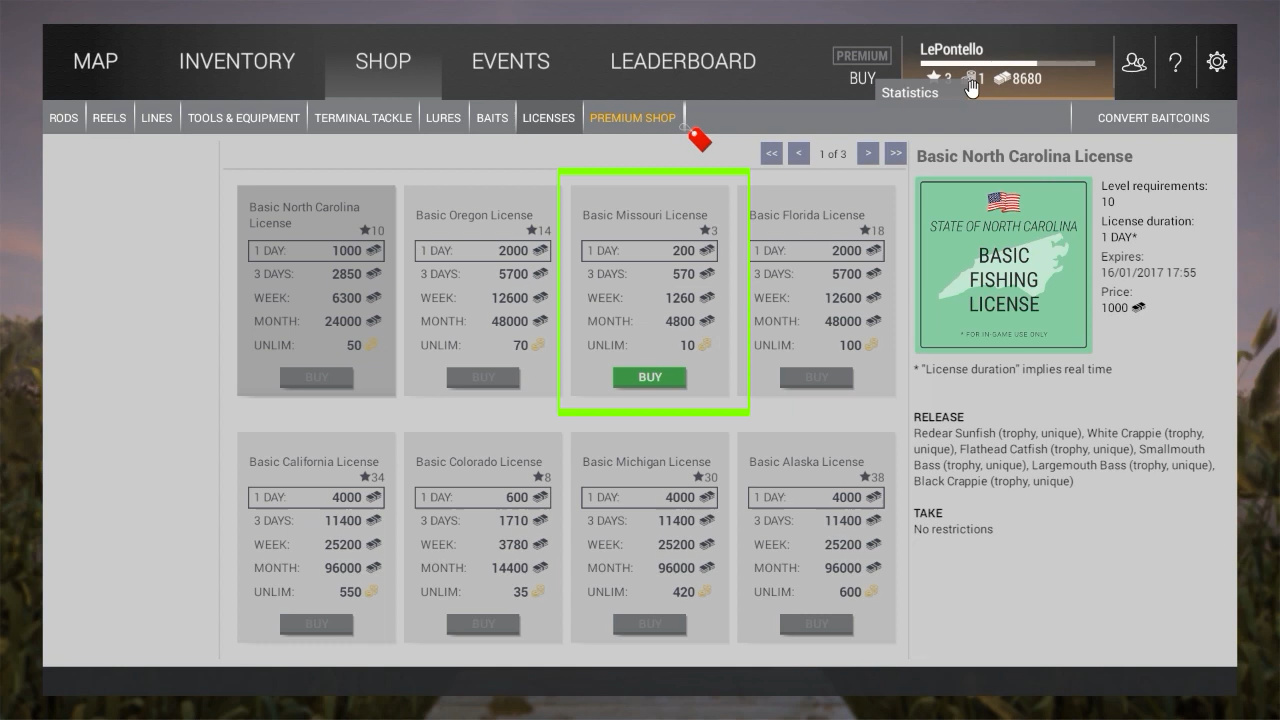 MAP INVENTORY SHOP EVENTS LEADERBOARD PREMIUM BUY LePontello
3 1 8680
Statistics
RODS REELS LINES TOOLS & EQUIPMENT TERMINAL TACKLE LURES BAITS LICENSES PREMIUM SHOP CONVERT BAITCOINS
<< < 1 of 3 > >>
Basic North Carolina License
10
1 DAY: 1000
3 DAYS: 2850
WEEK: 6300
MONTH: 24000
UNLIM: 50
BUY
Basic Oregon License
14
1 DAY: 2000
3 DAYS: 5700
WEEK: 12600
MONTH: 48000
UNLIM: 70
BUY
Basic Missouri License
3
1 DAY: 200
3 DAYS: 570
WEEK: 1260
MONTH: 4800
UNLIM: 10
BUY
Basic Florida License
18
1 DAY: 2000
3 DAYS: 5700
WEEK: 12600
MONTH: 48000
UNLIM: 100
BUY
Basic California License
34
1 DAY: 4000
3 DAYS: 11400
WEEK: 25200
MONTH: 96000
UNLIM: 550
BUY
Basic Colorado License
8
1 DAY: 600
3 DAYS: 1710
WEEK: 3780
MONTH: 14400
UNLIM: 35
BUY
Basic Michigan License
30
1 DAY: 4000
3 DAYS: 11400
WEEK: 25200
MONTH: 96000
UNLIM: 420
BUY
Basic Alaska License
38
1 DAY: 4000
3 DAYS: 11400
WEEK: 25200
MONTH: 96000
UNLIM: 600
BUY
Basic North Carolina License
STATE OF NORTH CAROLINA
BASIC
FISHING
LICENSE
* FOR IN-GAME USE ONLY
Level requirements:
10
License duration:
1 DAY*
Expires:
16/01/2017 17:55
Price:
1000
* "License duration" implies real time
RELEASE
Redear Sunfish (trophy, unique), White Crappie (trophy,
unique), Flathead Catfish (trophy, unique), Smallmouth
Bass (trophy, unique), Largemouth Bass (trophy, unique),
Black Crappie (trophy, unique)
TAKE
No restrictions